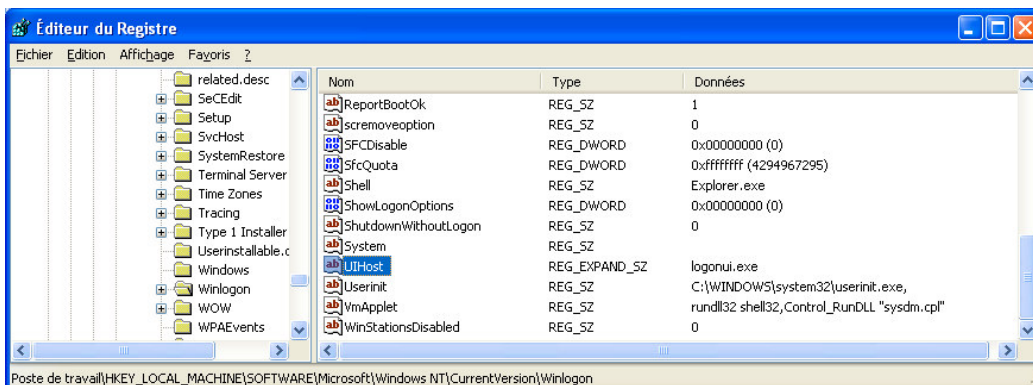 Éditeur du Registre
Fichier Edition Affichage Favoris ?
related.desc
SeCEdit
Setup
SvcHost
SystemRestore
Terminal Server
Time Zones
Tracing
Type 1 Installer
Userinstallable.
Windows
Winlogon
WOW
WPAEvents
Nom Type Données
ReportBootOk REG_SZ 1
scremoveoption REG_SZ 0
SFCDisable REG_DWORD 0x00000000 (0)
SfcQuota REG_DWORD 0xffffffff (4294967295)
Shell REG_SZ Explorer.exe
ShowLogonOptions REG_DWORD 0x00000000 (0)
ShutdownWithoutLogon REG_SZ 0
System REG_SZ
UIHost REG_EXPAND_SZ logonui.exe
Userinit REG_SZ C:\WINDOWS\system32\userinit.exe,
VmApplet REG_SZ rundll32 shell32,Control_RunDLL "sysdm.cpl"
WinStationsDisabled REG_SZ 0
Poste de travail\HKEY_LOCAL_MACHINE\SOFTWARE\Microsoft\Windows NT\CurrentVersion\Winlogon